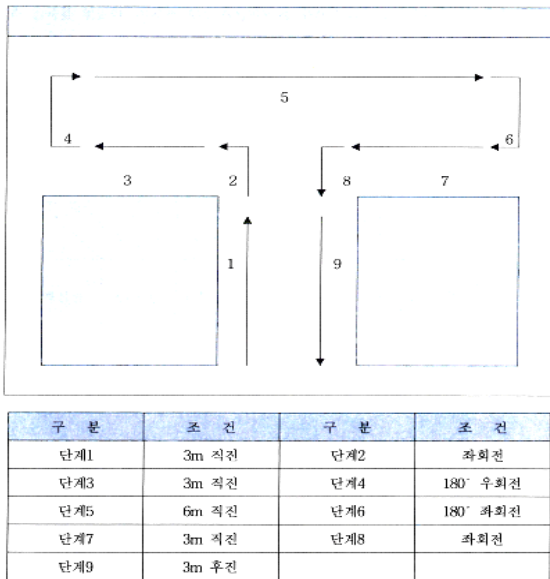 5
4
6
3
2
8
7
1
9
구 분 조 건 구 분 조 건
단계1 3m 직진 단계2 좌회전
단계3 3m 직진 단계4 180° 우회전
단계5 6m 직진 단계6 180° 좌회전
단계7 3m 직진 단계8 좌회전
단계9 3m 후진